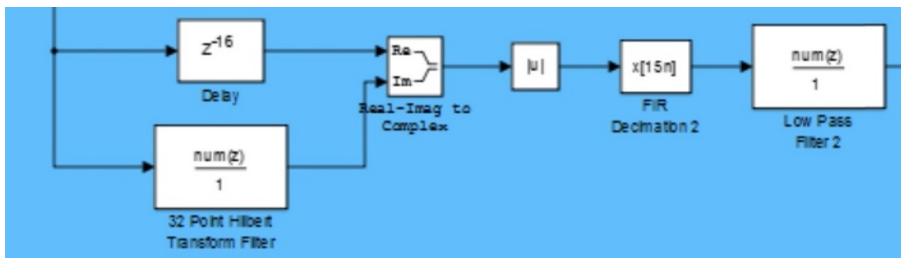 Z-16
Delay
Re
Im
Real-Imag to
Complex
|u|
x[15n]
FIR
Decimation 2
num(z)
1
Low Pass
Filter 2
num(z)
1
32 Point Hilbert
Transform Filter